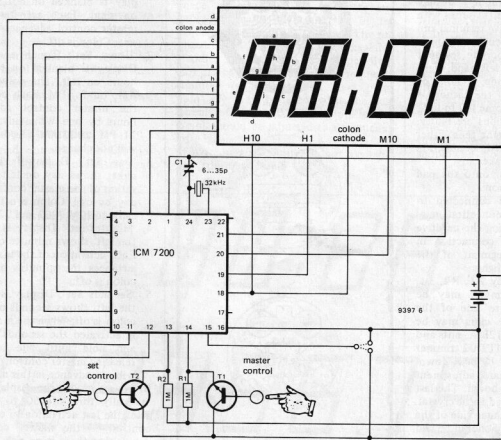 d
colon anode
c
b
a
h
f
g
e
j
a
f
h
b
g
e
c
d
H10
H1
colon
cathode
M10
M1
C1
6...35p
32kHz
4 3 2 1 24 23 22
5
6
7
8
9
10 11 12 13 14 15 16
21
20
19
18
17
ICM 7200
+
−
9397 6
set
control
T2
R2
1M
R1
1M
T1
master
control